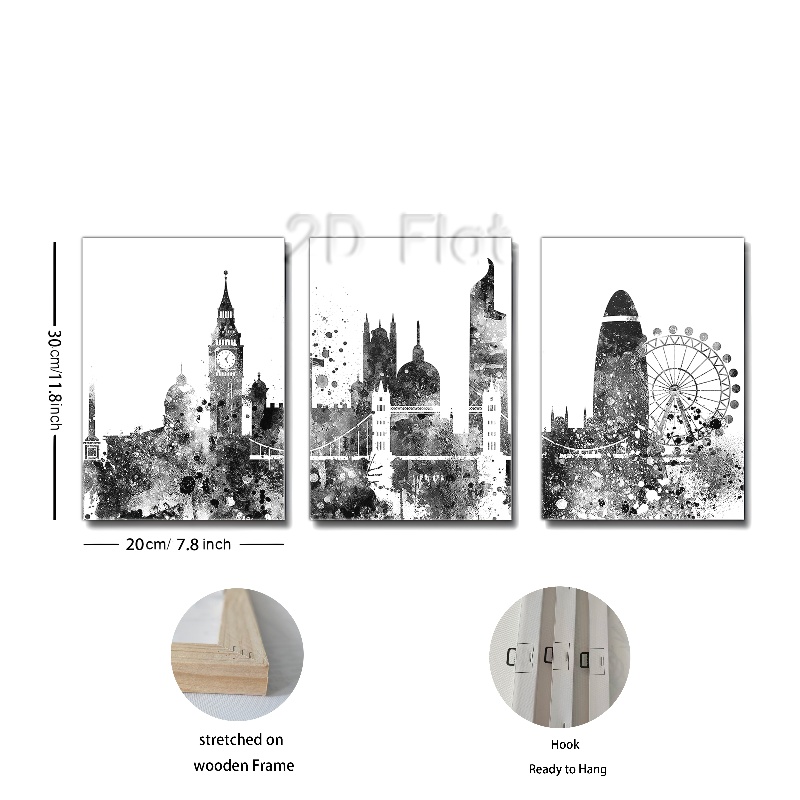 2D Flat
30cm/11.8inch
20cm/ 7.8 inch
stretched on
wooden Frame
Hook
Ready to Hang